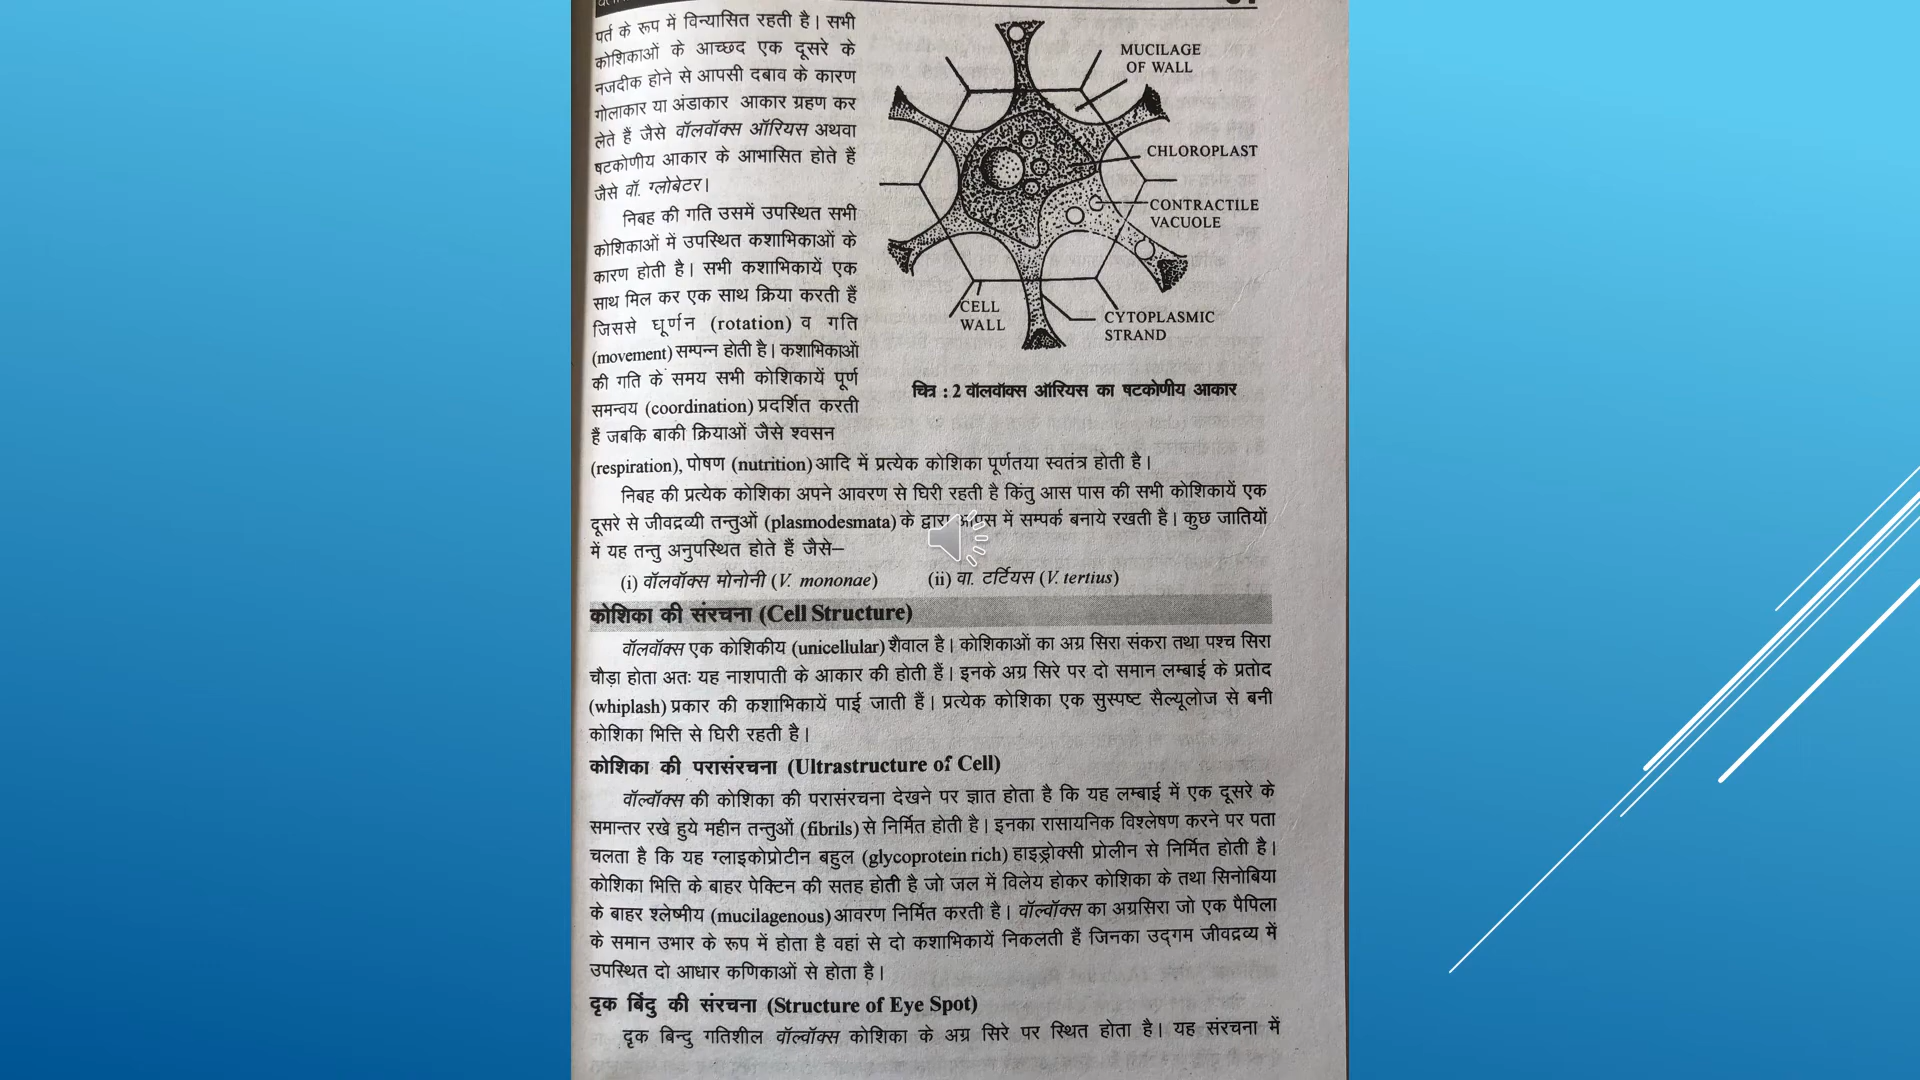 पर्त के रूप में विन्यासित रहती है। सभी
कोशिकाओं के आच्छद एक दूसरे के
नजदीक होने से आपसी दबाव के कारण
गोलाकार या अंडाकार आकार ग्रहण कर
लेते हैं जैसे वॉलवॉक्स ऑरियस अथवा
षटकोणीय आकार के आभासित होते हैं
जैसे वॉ. ग्लोबेटर।
निबह की गति उसमें उपस्थित सभी
कोशिकाओं में उपस्थित कशाभिकाओं के
कारण होती है। सभी कशाभिकायें एक
साथ मिल कर एक साथ क्रिया करती हैं
जिससे घूर्णन (rotation) व गति
(movement) सम्पन्न होती है। कशाभिकाओं
की गति के समय सभी कोशिकायें पूर्ण
समन्वय (coordination) प्रदर्शित करती
हैं जबकि बाकी क्रियाओं जैसे श्वसन
MUCILAGE
OF WALL
CHLOROPLAST
CONTRACTILE
VACUOLE
CELL
WALL
CYTOPLASMIC
STRAND
चित्र : 2 वॉलवॉक्स ऑरियस का षटकोणीय आकार
(respiration), पोषण (nutrition) आदि में प्रत्येक कोशिका पूर्णतया स्वतंत्र होती है।
निबह की प्रत्येक कोशिका अपने आवरण से घिरी रहती है किंतु आस पास की सभी कोशिकायें एक
दूसरे से जीवद्रव्यी तन्तुओं (plasmodesmata) के द्वारा आपस में सम्पर्क बनाये रखती है। कुछ जातियों
में यह तन्तु अनुपस्थित होते हैं जैसे–
(i) वॉलवॉक्स मोनोनी (V. mononae) (ii) वा. टर्टियस (V. tertius)
कोशिका की संरचना (Cell Structure)
वॉलवॉक्स एक कोशिकीय (unicellular) शैवाल है। कोशिकाओं का अग्र सिरा संकरा तथा पश्च सिरा
चौड़ा होता अतः यह नाशपाती के आकार की होती हैं। इनके अग्र सिरे पर दो समान लम्बाई के प्रतोद
(whiplash) प्रकार की कशाभिकायें पाई जाती हैं। प्रत्येक कोशिका एक सुस्पष्ट सैल्यूलोज से बनी
कोशिका भित्ति से घिरी रहती है।
कोशिका की परासंरचना (Ultrastructure of Cell)
वॉल्वॉक्स की कोशिका की परासंरचना देखने पर ज्ञात होता है कि यह लम्बाई में एक दूसरे के
समान्तर रखे हुये महीन तन्तुओं (fibrils) से निर्मित होती है। इनका रासायनिक विश्लेषण करने पर पता
चलता है कि यह ग्लाइकोप्रोटीन बहुल (glycoprotein rich) हाइड्रोक्सी प्रोलीन से निर्मित होती है।
कोशिका भित्ति के बाहर पेक्टिन की सतह होती है जो जल में विलेय होकर कोशिका के तथा सिनोबिया
के बाहर श्लेष्मीय (mucilagenous) आवरण निर्मित करती है। वॉल्वॉक्स का अग्रसिरा जो एक पैपिला
के समान उभार के रूप में होता है वहां से दो कशाभिकायें निकलती हैं जिनका उद्गम जीवद्रव्य में
उपस्थित दो आधार कणिकाओं से होता है।
दृक बिंदु की संरचना (Structure of Eye Spot)
दृक बिन्दु गतिशील वॉल्वॉक्स कोशिका के अग्र सिरे पर स्थित होता है। यह संरचना में